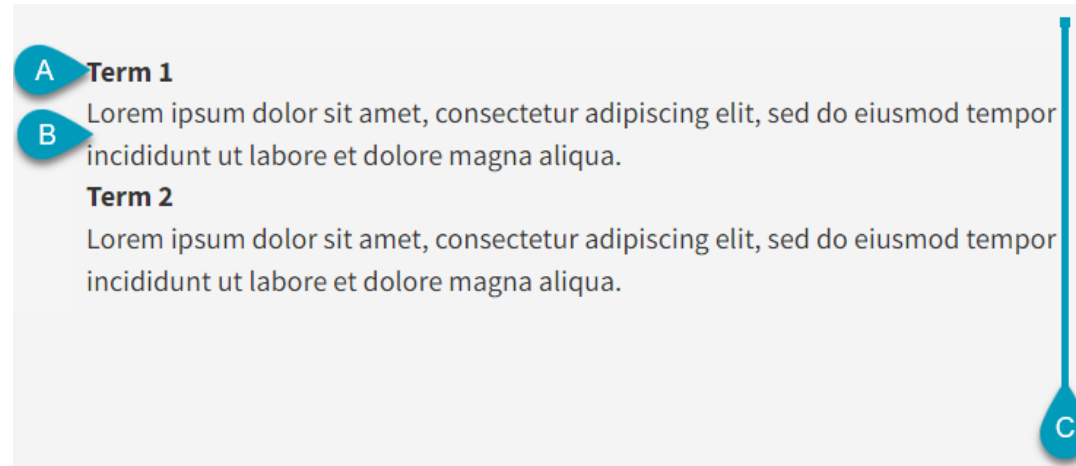 A
Term 1
Lorem ipsum dolor sit amet, consectetur adipiscing elit, sed do eiusmod tempor
B
incididunt ut labore et dolore magna aliqua.
Term 2
Lorem ipsum dolor sit amet, consectetur adipiscing elit, sed do eiusmod tempor
incididunt ut labore et dolore magna aliqua.
C